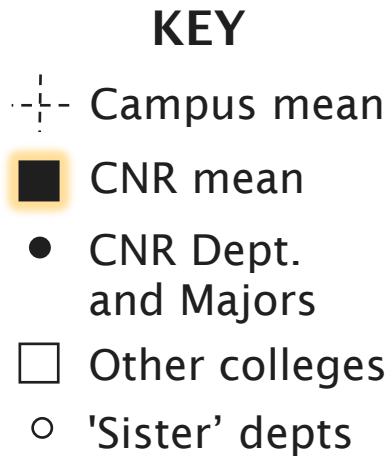 KEY
Campus mean
CNR mean
CNR Dept.
and Majors
Other colleges
'Sister’ depts